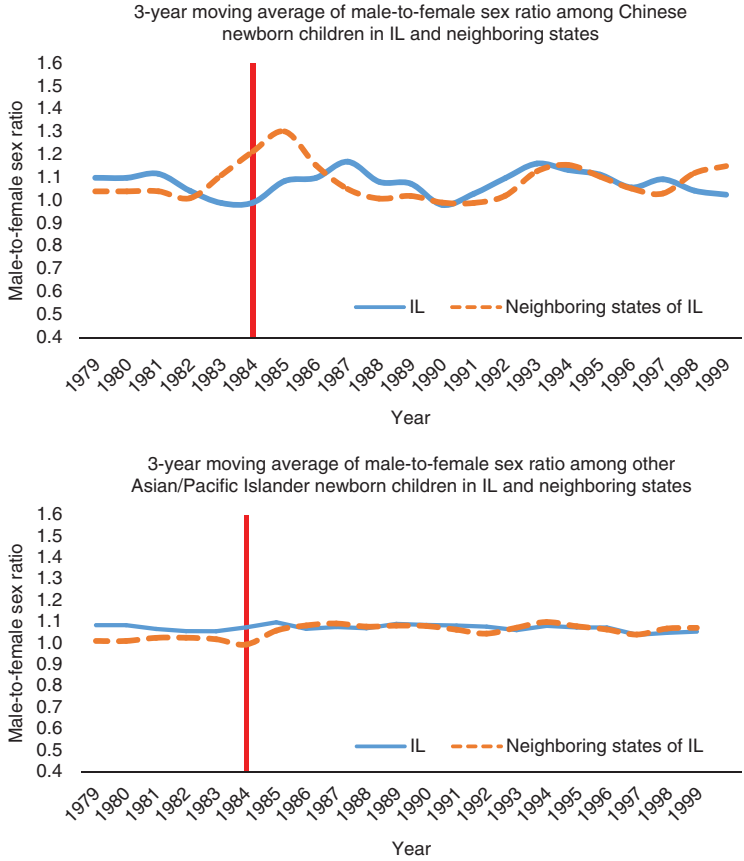 3-year moving average of male-to-female sex ratio among Chinese
newborn children in IL and neighboring states
Male-to-female sex ratio
1.6
1.5
1.4
1.3
1.2
1.1
1.0
0.9
0.8
0.7
0.6
0.5
0.4
IL
Neighboring states of IL
1979 1980 1981 1982 1983 1984 1985 1986 1987 1988 1989 1990 1991 1992 1993 1994 1995 1996 1997 1998 1999
Year
3-year moving average of male-to-female sex ratio among other
Asian/Pacific Islander newborn children in IL and neighboring states
Male-to-female sex ratio
1.6
1.5
1.4
1.3
1.2
1.1
1.0
0.9
0.8
0.7
0.6
0.5
0.4
IL
Neighboring states of IL
1979 1980 1981 1982 1983 1984 1985 1986 1987 1988 1989 1990 1991 1992 1993 1994 1995 1996 1997 1998 1999
Year